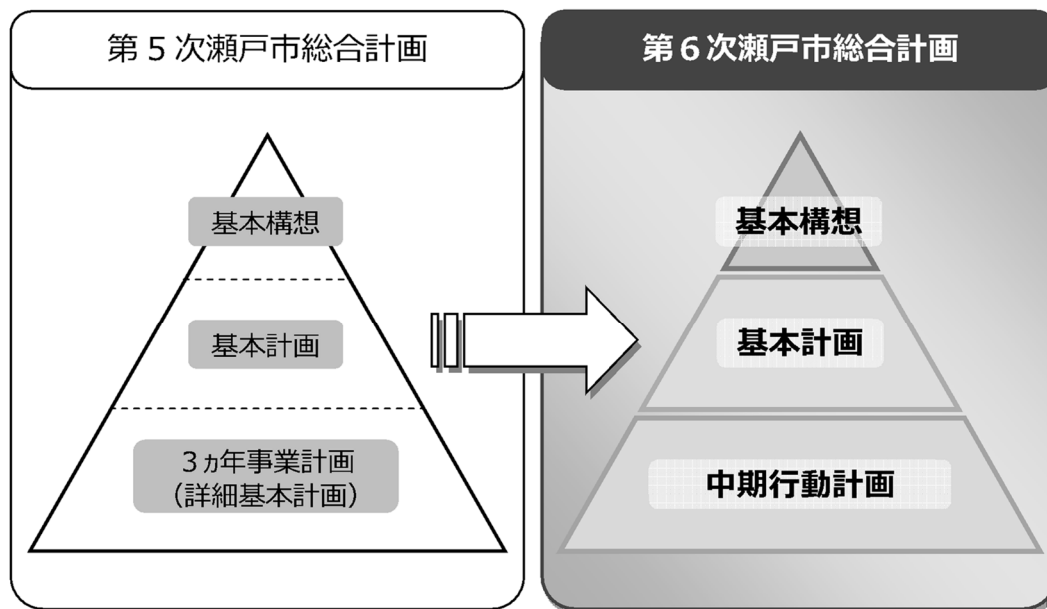 第５次瀬戸市総合計画
基本構想
基本計画
３ヵ年事業計画
（詳細基本計画）
第６次瀬戸市総合計画
基本構想
基本計画
中期行動計画